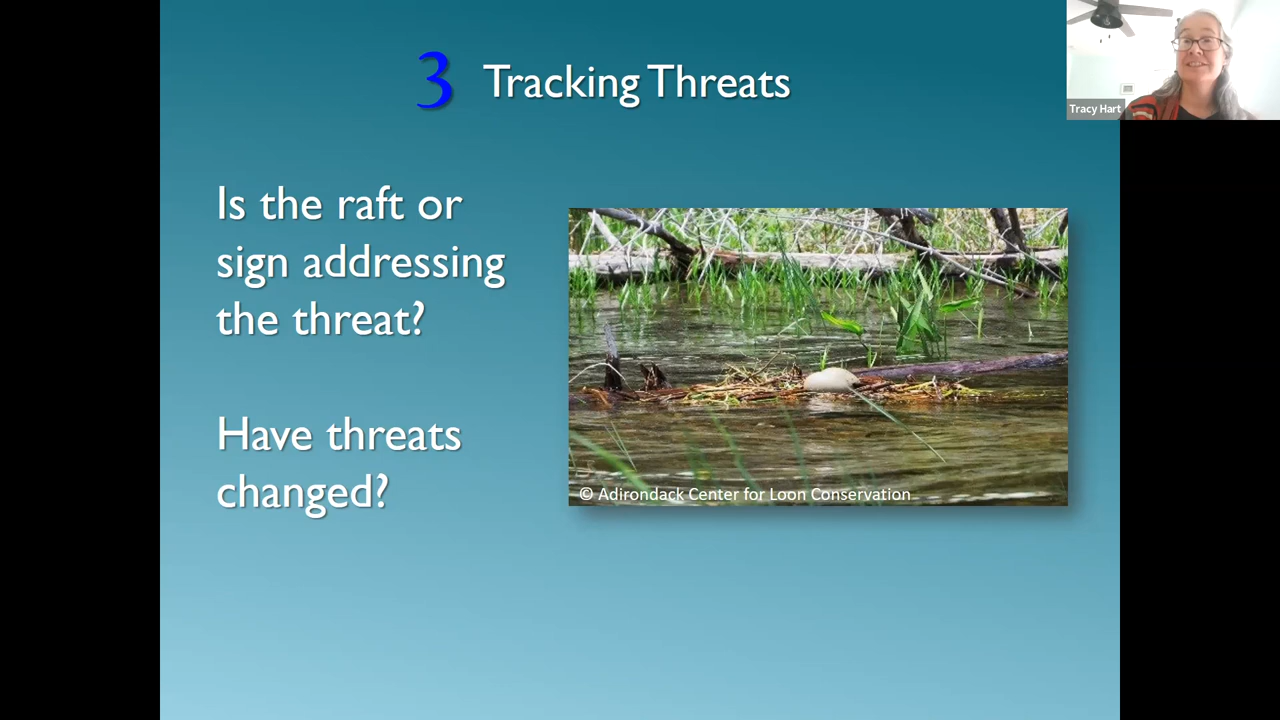 3 Tracking Threats
Tracy Hart
Is the raft or
sign addressing
the threat?
Have threats
changed?
© Adirondack Center for Loon Conservation